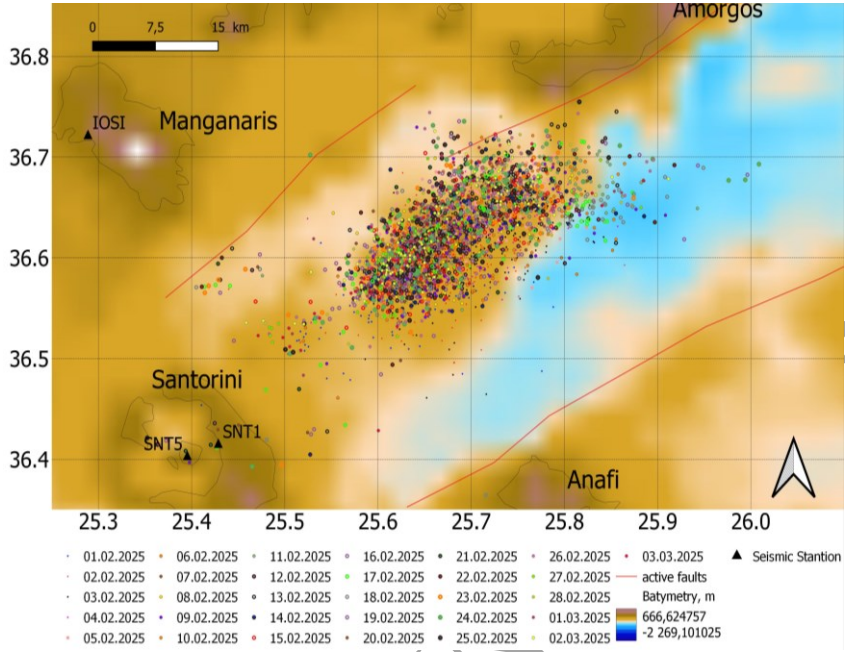 Amorgos
0 7,5 15 km
36.8
IOSI
Manganaris
36.7
36.6
36.5
Santorini
SNT1
SNT5
36.4
Anafi
25.3 25.4 25.5 25.6 25.7 25.8 25.9 26.0
01.02.2025 06.02.2025 11.02.2025 16.02.2025 21.02.2025 26.02.2025 03.03.2025 Seismic Stantion
02.02.2025 07.02.2025 12.02.2025 17.02.2025 22.02.2025 27.02.2025 active faults
03.02.2025 08.02.2025 13.02.2025 18.02.2025 23.02.2025 28.02.2025 Batymetry, m
04.02.2025 09.02.2025 14.02.2025 19.02.2025 24.02.2025 01.03.2025 666,624757
05.02.2025 10.02.2025 15.02.2025 20.02.2025 25.02.2025 02.03.2025 -2 269,101025